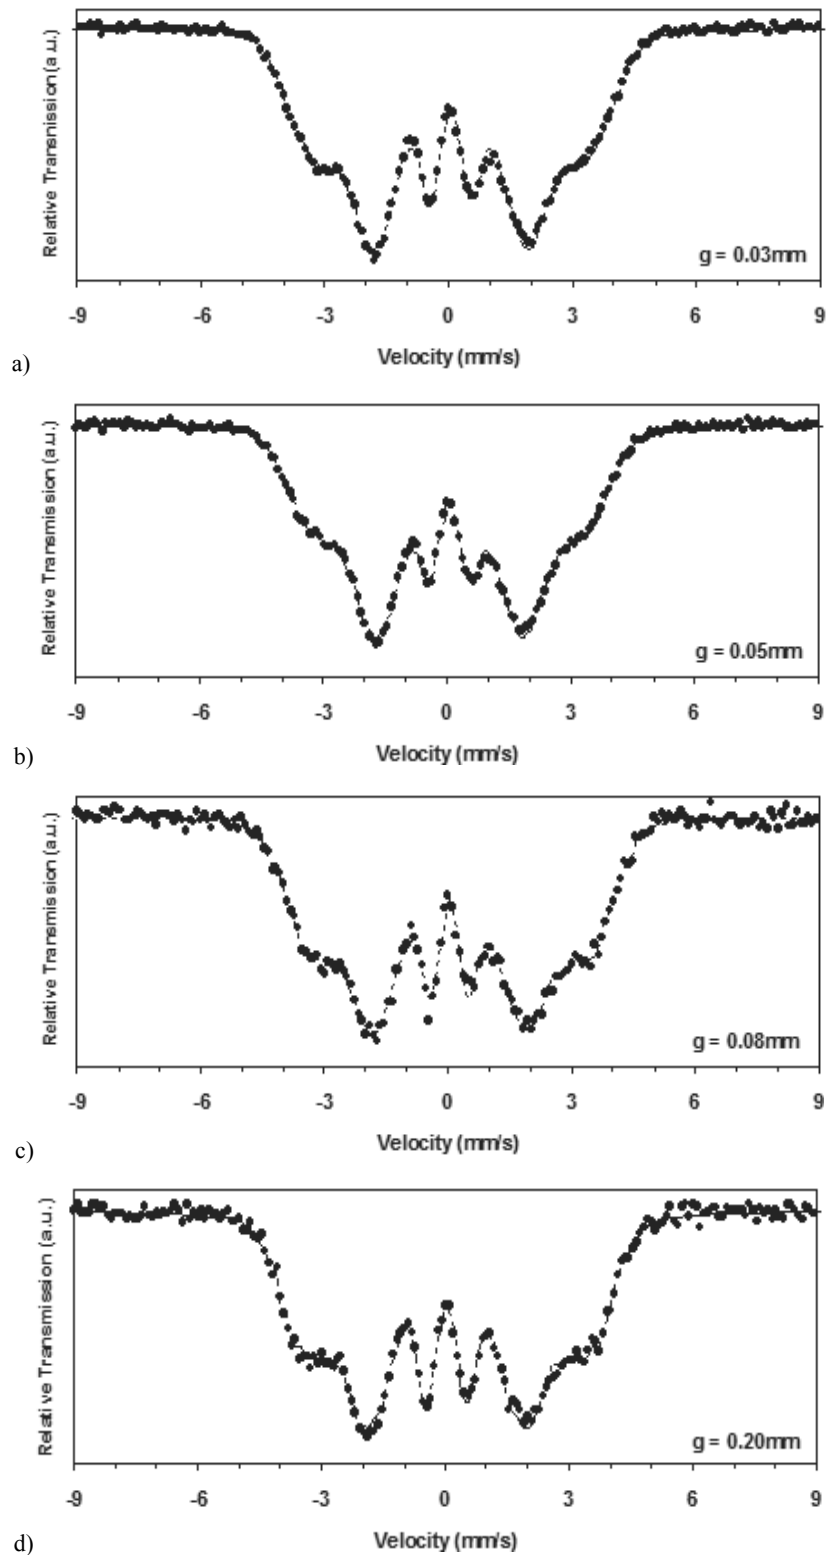 Relative Transmission (a.u.)
g = 0.03mm
-9 -6 -3 0 3 6 9
Velocity (mm/s)
a)
Relative Transmission (a.u.)
g = 0.05mm
-9 -6 -3 0 3 6 9
Velocity (mm/s)
b)
Relative Transmission (a.u.)
g = 0.08mm
-9 -6 -3 0 3 6 9
Velocity (mm/s)
c)
Relative Transmission (a.u.)
g = 0.20mm
-9 -6 -3 0 3 6 9
Velocity (mm/s)
d)